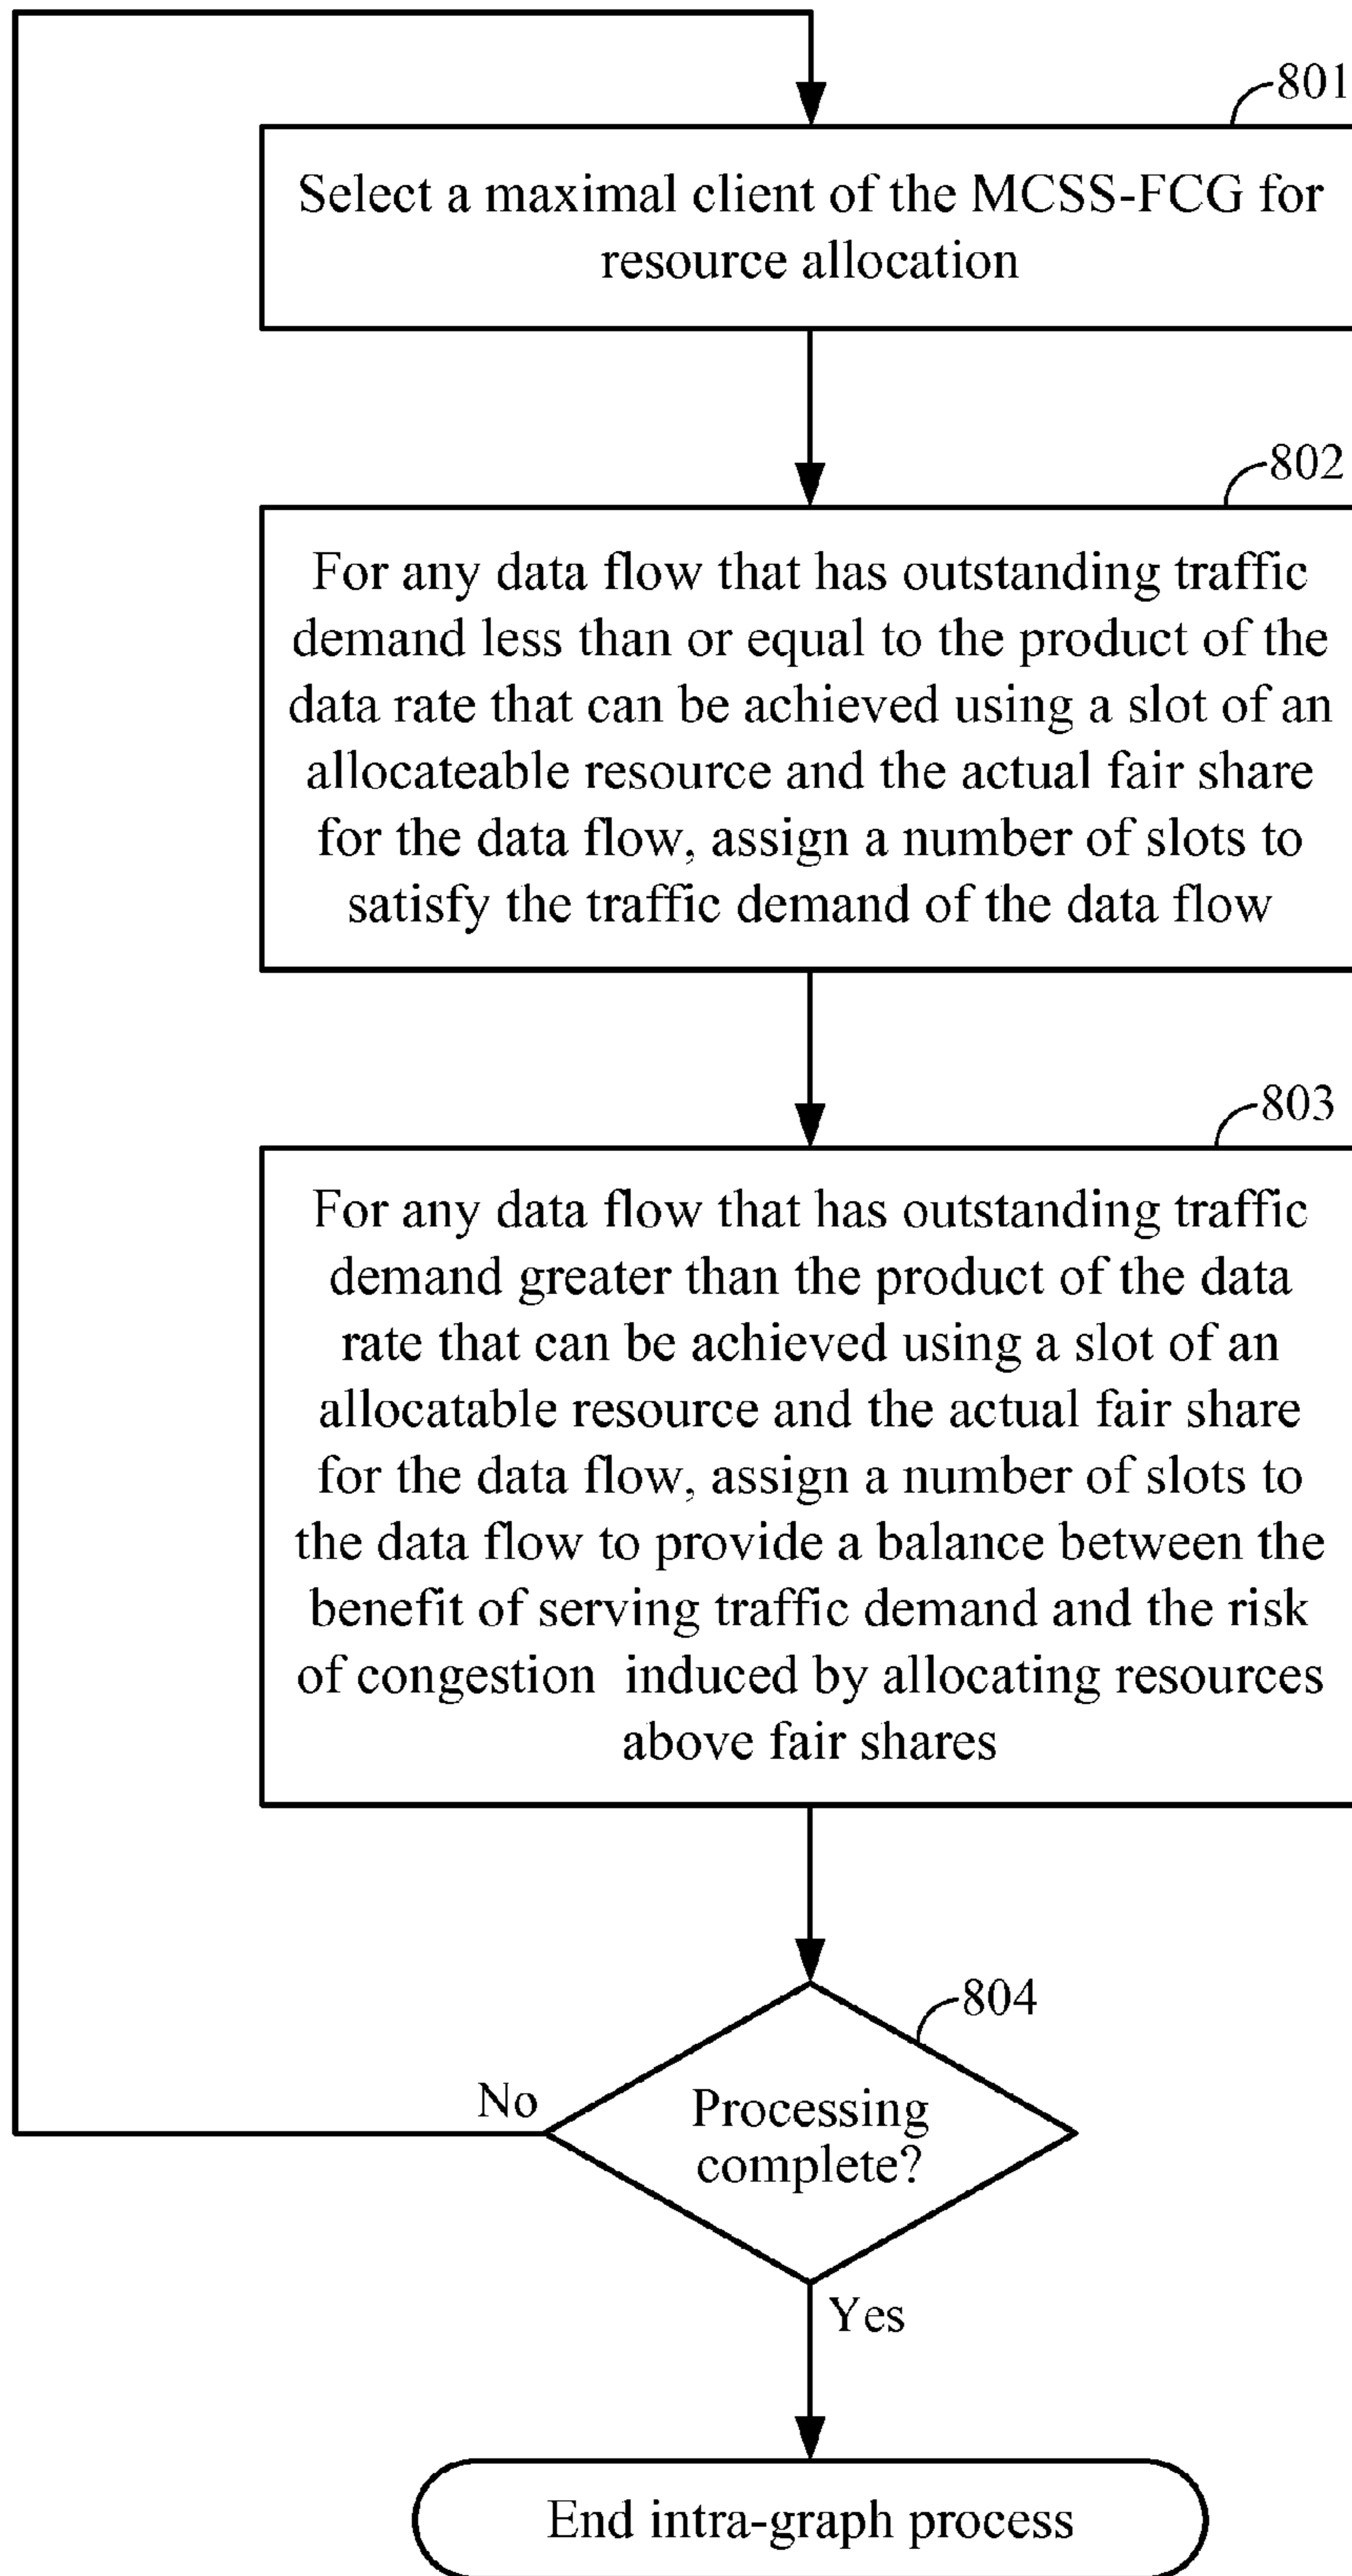 801
Select a maximal client of the MCSS-FCG for
resource allocation
802
For any data flow that has outstanding traffic
demand less than or equal to the product of the
data rate that can be achieved using a slot of an
allocateable resource and the actual fair share
for the data flow, assign a number of slots to
satisfy the traffic demand of the data flow
803
For any data flow that has outstanding traffic
demand greater than the product of the data
rate that can be achieved using a slot of an
allocatable resource and the actual fair share
for the data flow, assign a number of slots to
the data flow to provide a balance between the
benefit of serving traffic demand and the risk
of congestion induced by allocating resources
above fair shares
804
No
Processing
complete?
Yes
End intra-graph process